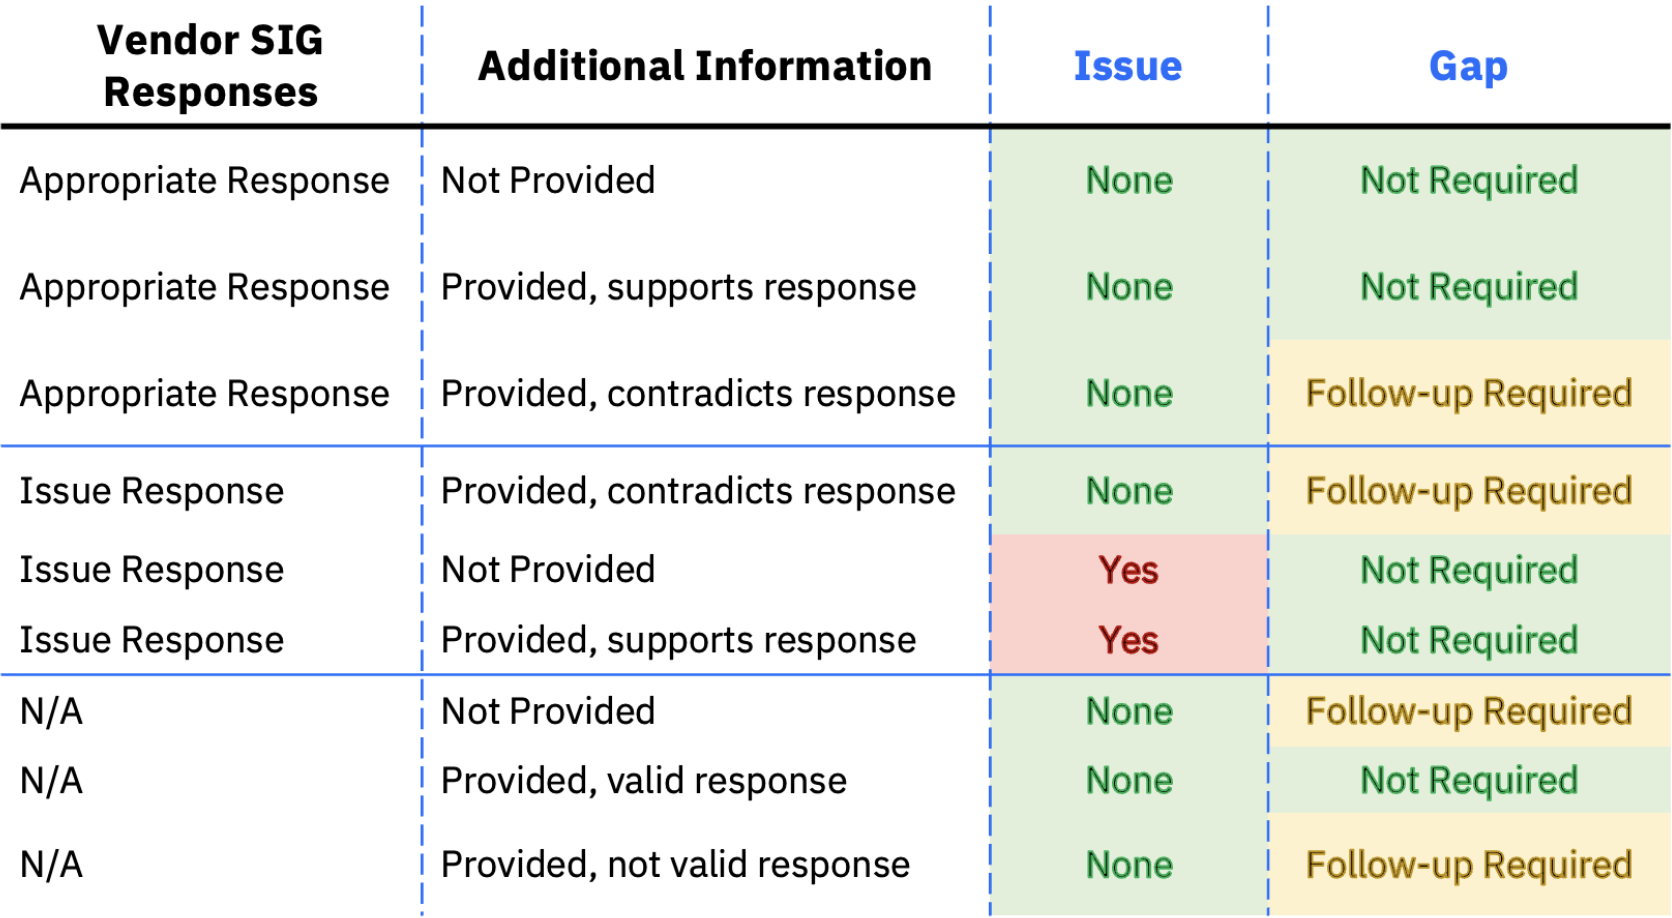 Vendor SIG
Responses
Additional Information
Issue
Gap
Appropriate Response Not Provided None Not Required
Appropriate Response Provided, supports response None Not Required
Appropriate Response Provided, contradicts response None Follow-up Required
Issue Response Provided, contradicts response None Follow-up Required
Issue Response Not Provided Yes Not Required
Issue Response Provided, supports response Yes Not Required
N/A Not Provided None Follow-up Required
N/A Provided, valid response None Not Required
N/A Provided, not valid response None Follow-up Required